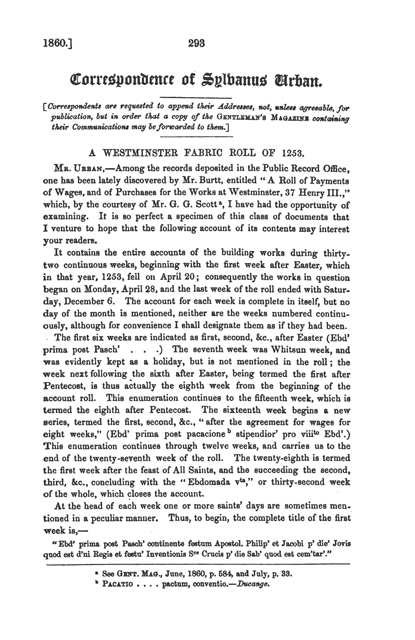 1860.] 293
Correspondence of Sylvanus Urban.
[Correspondents are requested to append their Addresses, not, unless agreeable, for
publication, but in order that a copy of the GENTLEMAN'S MAGAZINE containing
their Communications may be forwarded to them.]
A WESTMINSTER FABRIC ROLL OF 1253.
MR. URBAN,—Among the records deposited in the Public Record Office,
one has been lately discovered by Mr. Burtt, entitled "A Roll of Payments
of Wages, and of Purchases for the Works at Westminster, 37 Henry III.,"
which, by the courtesy of Mr. G. G. Scott a, I have had the opportunity of
examining. It is so perfect a specimen of this class of documents that
I venture to hope that the following account of its contents may interest
your readers.
It contains the entire accounts of the building works during thirty-
two continuous weeks, beginning with the first week after Easter, which
in that year, 1253, fell on April 20; consequently the works in question
began on Monday, April 28, and the last week of the roll ended with Satur-
day, December 6. The account for each week is complete in itself, but no
day of the month is mentioned, neither are the weeks numbered continu-
ously, although for convenience I shall designate them as if they had been.
The first six weeks are indicated as first, second, &c., after Easter (Ebd'
prima post Pasch' . . .) The seventh week was Whitsun week, and
was evidently kept as a holiday, but is not mentioned in the roll; the
week next following the sixth after Easter, being termed the first after
Pentecost, is thus actually the eighth week from the beginning of the
account roll. This enumeration continues to the fifteenth week, which is
termed the eighth after Pentecost. The sixteenth week begins a new
series, termed the first, second, &c., "after the agreement for wages for
eight weeks," (Ebd' prima post pacacione b stipendior' pro viiito Ebd'.)
This enumeration continues through twelve weeks, and carries us to the
end of the twenty-seventh week of the roll. The twenty-eighth is termed
the first week after the feast of All Saints, and the succeeding the second,
third, &c., concluding with the "Ebdomada vta," or thirty-second week
of the whole, which closes the account.
At the head of each week one or more saints' days are sometimes men-
tioned in a peculiar manner. Thus, to begin, the complete title of the first
week is,—
"Ebd' prima post Pasch' continente festum Apostol. Philip' et Jacobi p' die' Jovis
quod est d'ni Regis et festu' Inventionis Sce Crucis p' die Sab' quod est cem'tar'."
a See GENT. MAG., June, 1860, p. 584, and July, p. 33.
b PACATIO . . . . pactum, conventio.—Ducange.